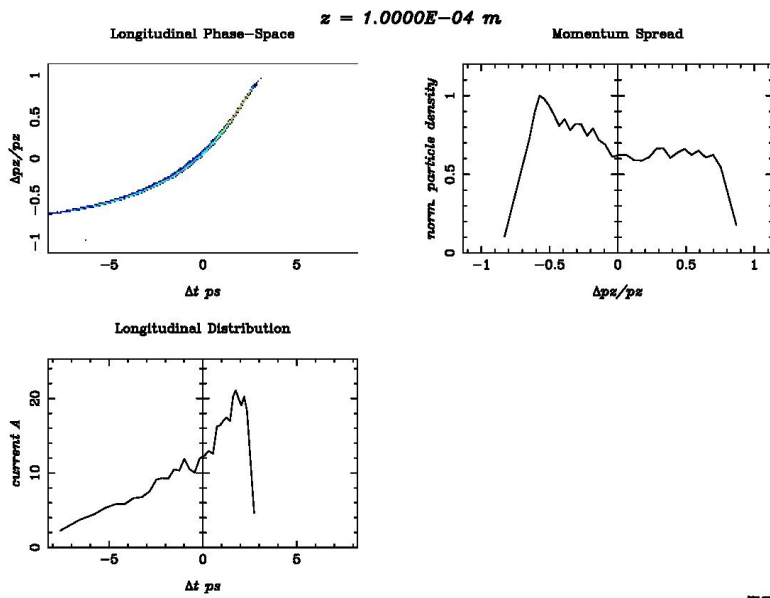 z = 1.0000E−04 m
Longitudinal Phase−Space
Δpz/pz
1
0.5
0
−0.5
−1
−5
0
5
Δt ps
Momentum Spread
norm. particle density
1
0.5
0
−1
−0.5
0
0.5
1
Δpz/pz
Longitudinal Distribution
current A
20
10
0
−5
0
5
Δt ps